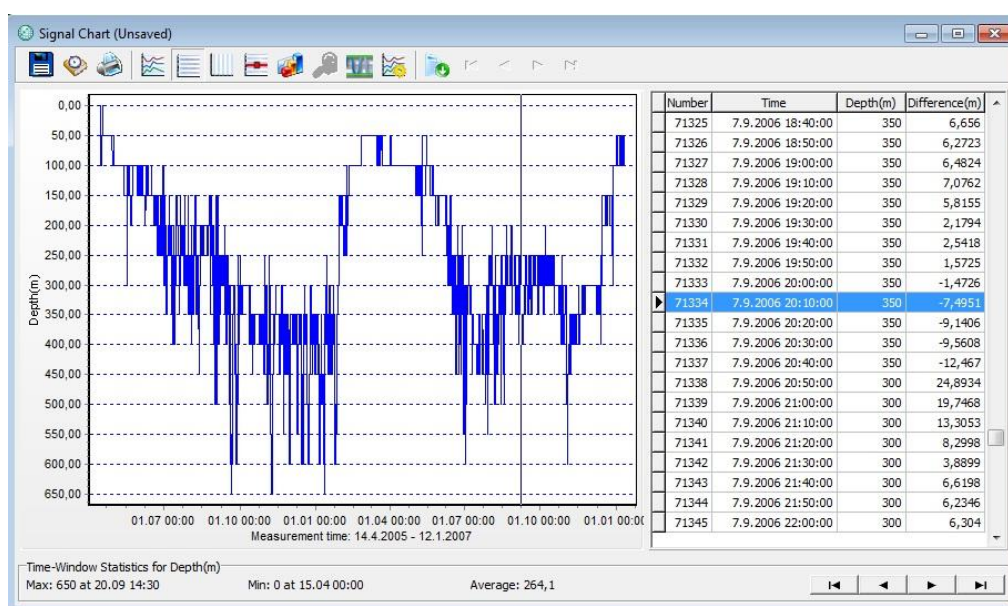 Signal Chart (Unsaved)
0,00
50,00
100,00
150,00
200,00
250,00
300,00
350,00
400,00
450,00
500,00
550,00
600,00
650,00
Depth(m)
01.07 00:00 01.10 00:00 01.01 00:00 01.04 00:00 01.07 00:00 01.10 00:00 01.01 00:0
Measurement time: 14.4.2005 - 12.1.2007
Number Time Depth(m) Difference(m)
71325 7.9.2006 18:40:00 350 6,656
71326 7.9.2006 18:50:00 350 6,2723
71327 7.9.2006 19:00:00 350 6,4824
71328 7.9.2006 19:10:00 350 7,0762
71329 7.9.2006 19:20:00 350 5,8155
71330 7.9.2006 19:30:00 350 2,1794
71331 7.9.2006 19:40:00 350 2,5418
71332 7.9.2006 19:50:00 350 1,5725
71333 7.9.2006 20:00:00 350 -1,4726
71334 7.9.2006 20:10:00 350 -7,4951
71335 7.9.2006 20:20:00 350 -9,1406
71336 7.9.2006 20:30:00 350 -9,5608
71337 7.9.2006 20:40:00 350 -12,467
71338 7.9.2006 20:50:00 300 24,8934
71339 7.9.2006 21:00:00 300 19,7468
71340 7.9.2006 21:10:00 300 13,3053
71341 7.9.2006 21:20:00 300 8,2998
71342 7.9.2006 21:30:00 300 3,8899
71343 7.9.2006 21:40:00 300 6,6198
71344 7.9.2006 21:50:00 300 6,2346
71345 7.9.2006 22:00:00 300 6,304
Time-Window Statistics for Depth(m)
Max: 650 at 20.09 14:30 Min: 0 at 15.04 00:00 Average: 264,1